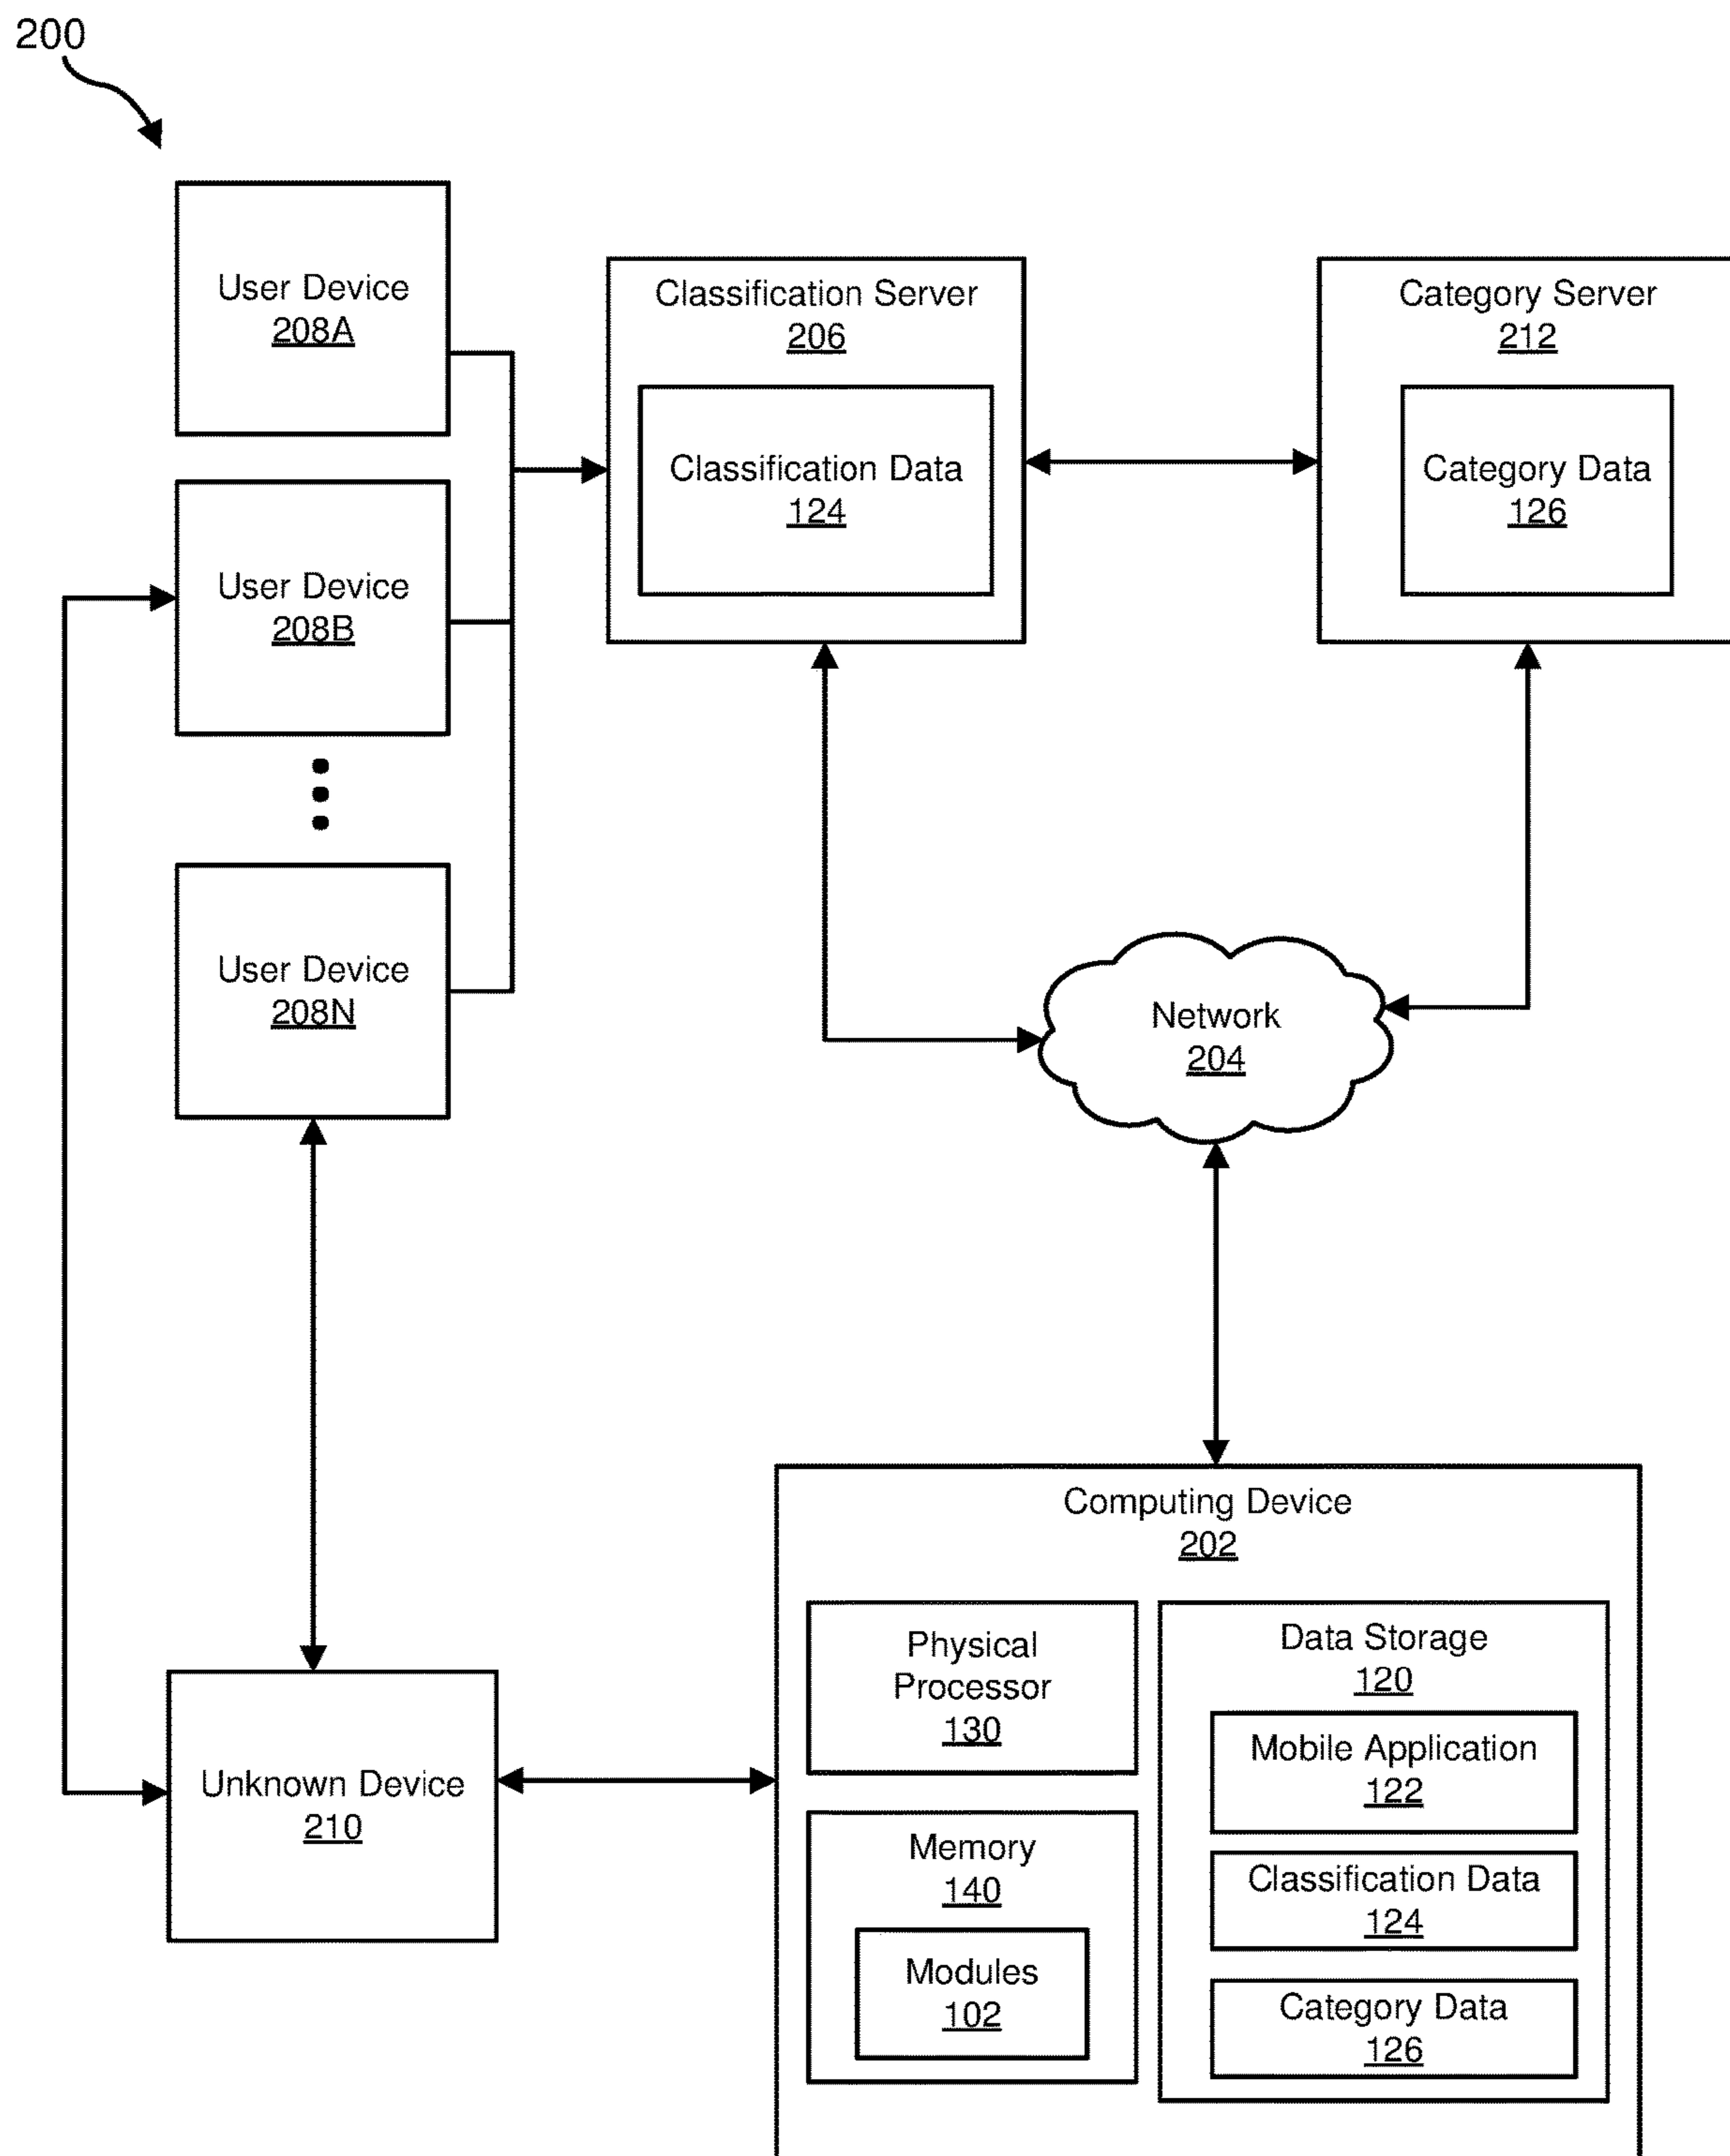 200
User Device
208A
Classification Server
206
Classification Data
124
Category Server
212
Category Data
126
User Device
208B
User Device
208N
Network
204
Computing Device
202
Physical
Processor
130
Memory
140
Modules
102
Data Storage
120
Mobile Application
122
Classification Data
124
Category Data
126
Unknown Device
210